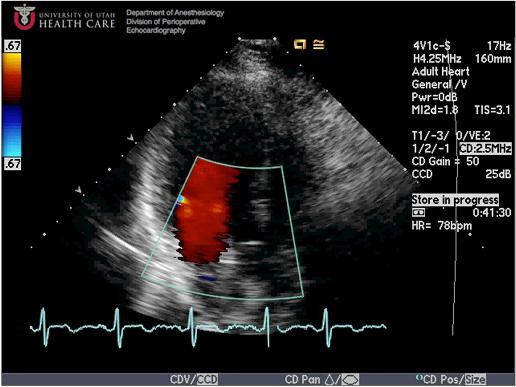 UNIVERSITY OF UTAH
HEALTH CARE
Department of Anesthesiology
Division of Perioperative
Echocardiography
.67
.67
4V1c-S 17Hz
H4.25MHz 160mm
Adult Heart
General /V
Pwr=0dB
MI2d=1.8 TIS=3.1
T1/-3/ 0/VE:2
1/2/-1 CD:2.5MHz
CD Gain = 50
CCD 25dB
Store in progress
0:41:30
HR= 78bpm
CDV/CCD CD Pan CD Pos/Size